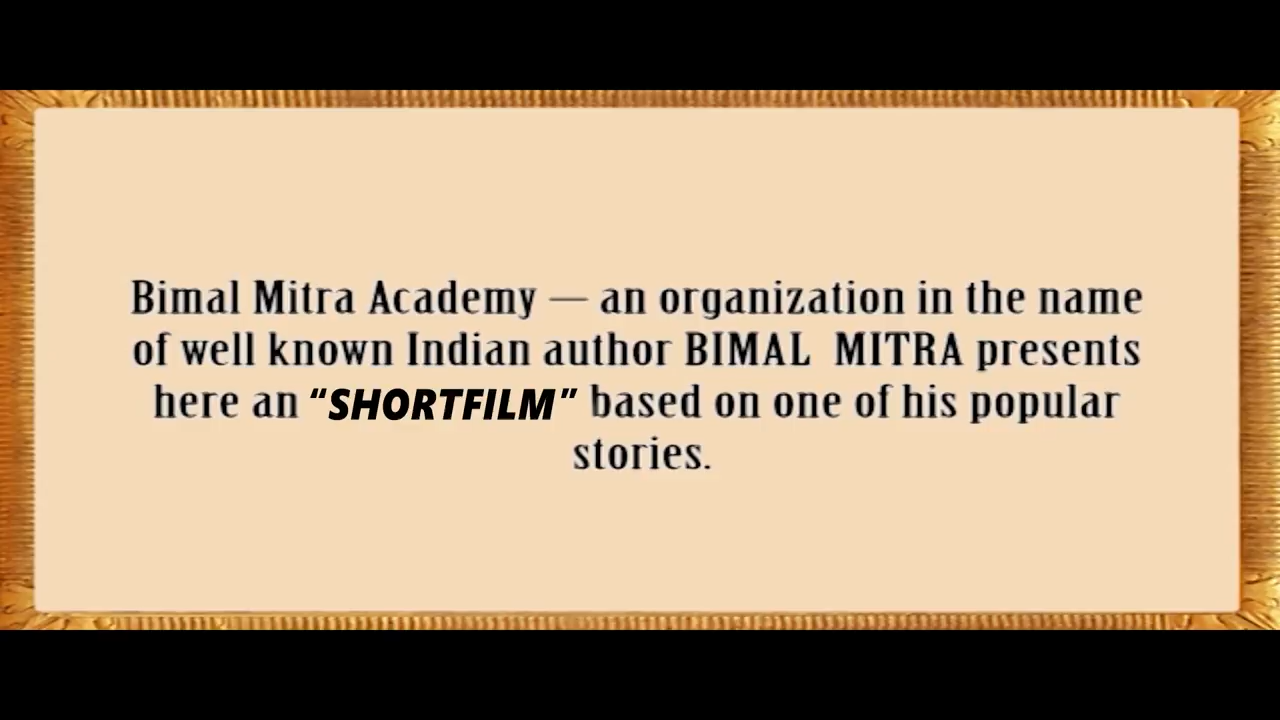 Bimal Mitra Academy — an organization in the name
of well known Indian author BIMAL MITRA presents
here an “SHORTFILM” based on one of his popular
stories.